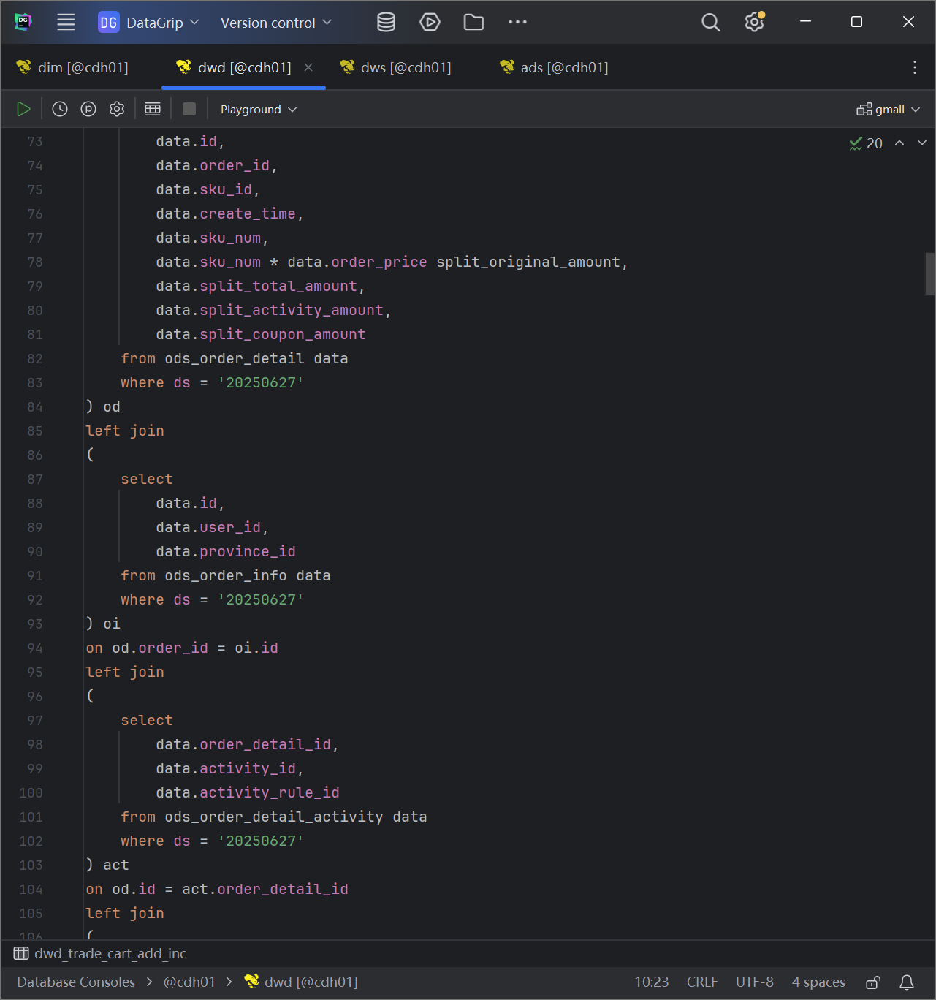 DG DG DataGrip Version control
dim [@cdh01] dwd [@cdh01] dws [@cdh01] ads [@cdh01]
Playground gmall
20
73 data.id,
74 data.order_id,
75 data.sku_id,
76 data.create_time,
77 data.sku_num,
78 data.sku_num * data.order_price split_original_amount,
79 data.split_total_amount,
80 data.split_activity_amount,
81 data.split_coupon_amount
82 from ods_order_detail data
83 where ds = '20250627'
84 ) od
85 left join
86 (
87 select
88 data.id,
89 data.user_id,
90 data.province_id
91 from ods_order_info data
92 where ds = '20250627'
93 ) oi
94 on od.order_id = oi.id
95 left join
96 (
97 select
98 data.order_detail_id,
99 data.activity_id,
100 data.activity_rule_id
101 from ods_order_detail_activity data
102 where ds = '20250627'
103 ) act
104 on od.id = act.order_detail_id
105 left join
106 (
dwd_trade_cart_add_inc
Database Consoles > @cdh01 > dwd [@cdh01] 10:23 CRLF UTF-8 4 spaces